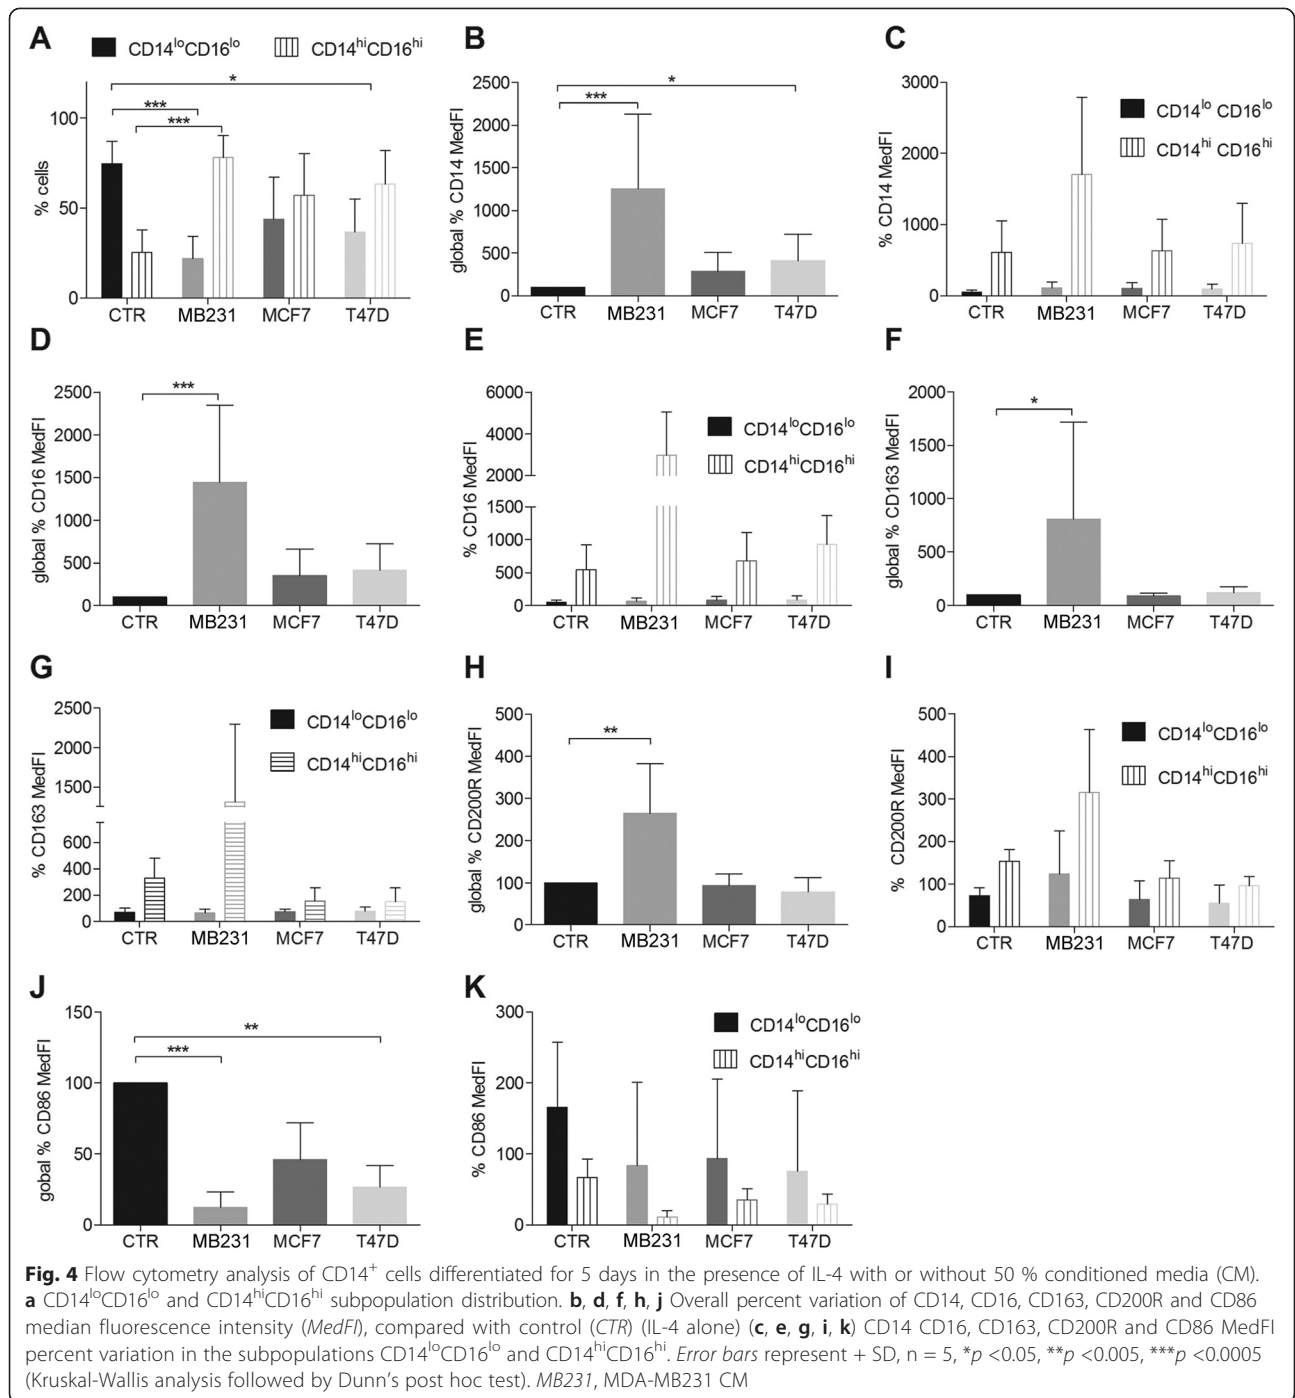 A
CD14loCD16lo
CD14hiCD16hi
% cells
100
50
0
*
***
***
CTR MB231 MCF7 T47D
B
global % CD14 MedFI
2500
2000
1500
1000
500
0
*
***
CTR MB231 MCF7 T47D
C
% CD14 MedFI
3000
2000
1000
0
CD14lo CD16lo
CD14hi CD16hi
CTR MB231 MCF7 T47D
D
global % CD16 MedFI
2500
2000
1500
1000
500
0
***
CTR MB231 MCF7 T47D
E
% CD16 MedFI
6000
4000
2000
1500
1000
500
0
CD14loCD16lo
CD14hiCD16hi
CTR MB231 MCF7 T47D
F
global % CD163 MedFI
2000
1500
1000
500
0
*
CTR MB231 MCF7 T47D
G
% CD163 MedFI
2500
2000
1500
600
400
200
0
CD14loCD16lo
CD14hiCD16hi
CTR MB231 MCF7 T47D
H
global % CD200R MedFI
500
400
300
200
100
0
**
CTR MB231 MCF7 T47D
I
% CD200R MedFI
500
400
300
200
100
0
CD14loCD16lo
CD14hiCD16hi
CTR MB231 MCF7 T47D
J
gobal % CD86 MedFI
150
100
50
0
**
***
CTR MB231 MCF7 T47D
K
% CD86 MedFI
300
200
100
0
CD14loCD16lo
CD14hiCD16hi
CTR MB231 MCF7 T47D
Fig. 4 Flow cytometry analysis of CD14+ cells differentiated for 5 days in the presence of IL-4 with or without 50 % conditioned media (CM).
a CD14loCD16lo and CD14hiCD16hi subpopulation distribution. b, d, f, h, j Overall percent variation of CD14, CD16, CD163, CD200R and CD86
median fluorescence intensity (MedFI), compared with control (CTR) (IL-4 alone) (c, e, g, i, k) CD14 CD16, CD163, CD200R and CD86 MedFI
percent variation in the subpopulations CD14loCD16lo and CD14hiCD16hi. Error bars represent + SD, n = 5, *p <0.05, **p <0.005, ***p <0.0005
(Kruskal-Wallis analysis followed by Dunn's post hoc test). MB231, MDA-MB231 CM